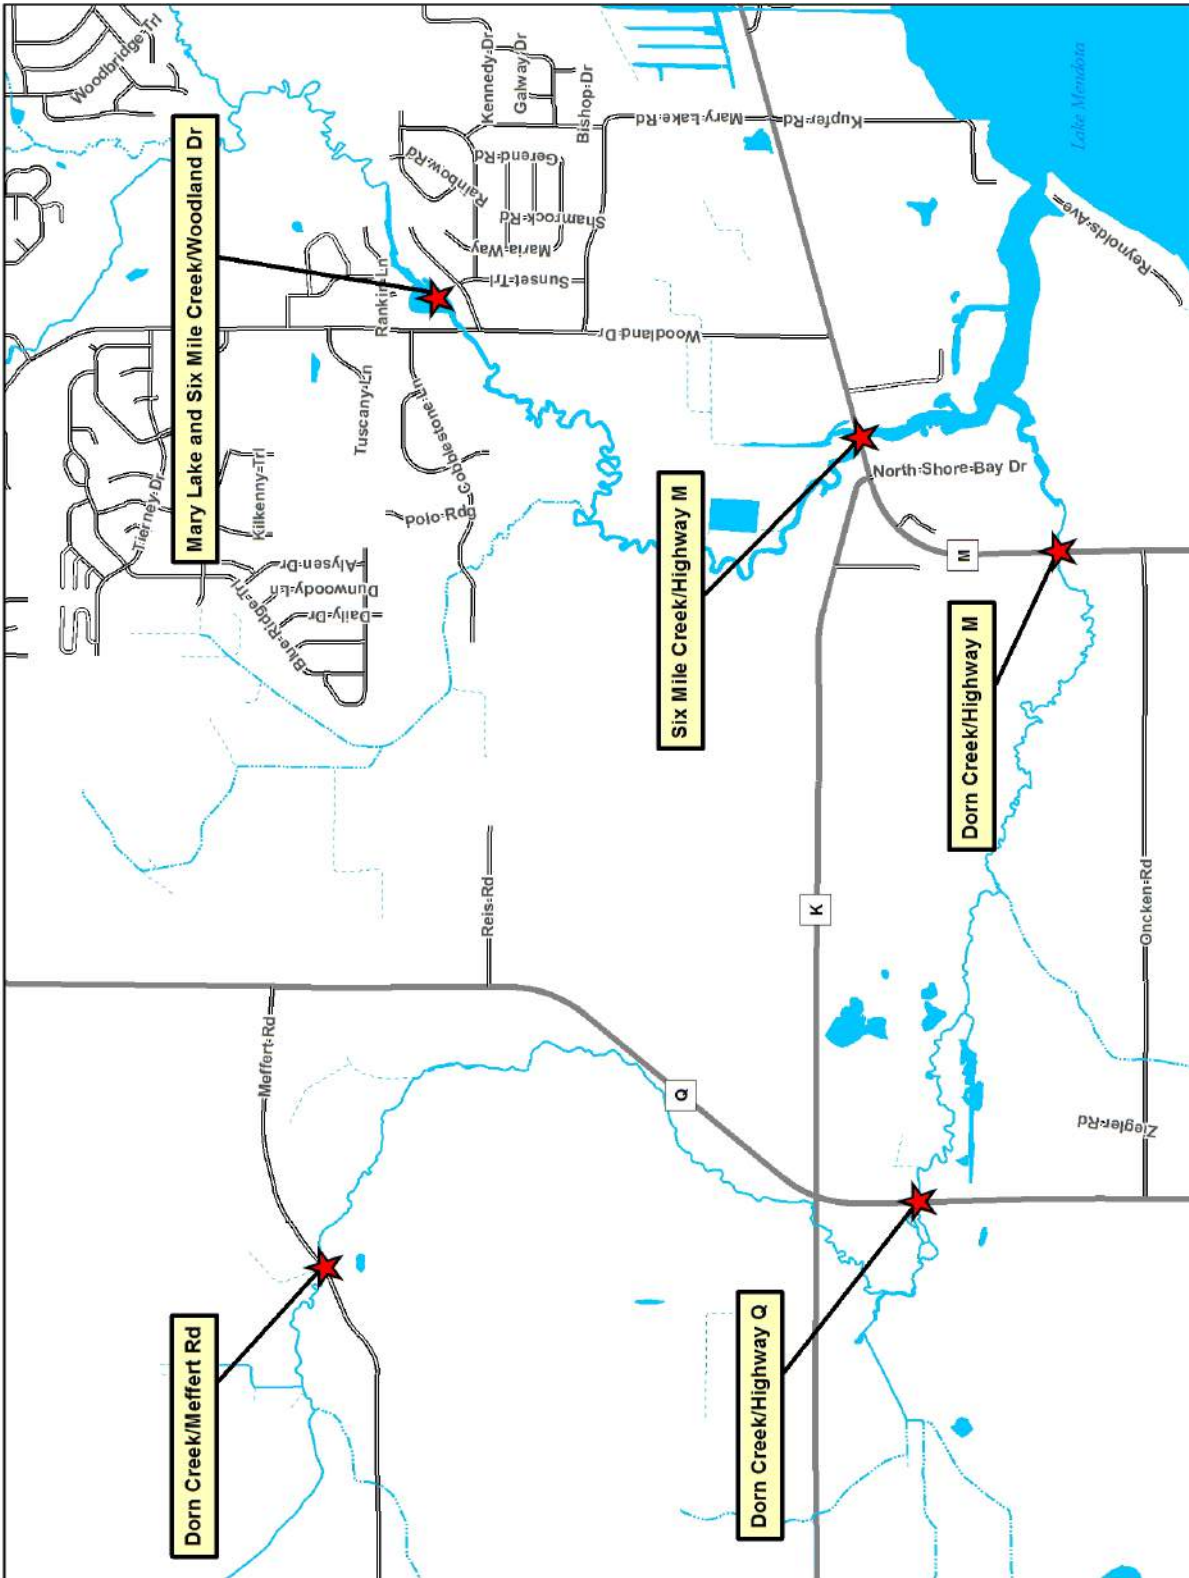 Woodbridge Trl
Kennedy Dr
Galway Dr
Bishop Dr
Mary Lake Rd
Kupfer Rd
Lake Mendota
Mary Lake and Six Mile Creek/Woodland Dr
Rainbow Rd
Gerend Rd
Shamrock Rd
Maria Way
Sunset Trl
Rankin Ln
Reynolds Ave
Woodland Dr
Tuscany Ln
Cobblestone Ln
Tierney Dr
Kilkenny Trl
Polo Rdg
North Shore Bay Dr
Six Mile Creek/Highway M
Alysen Dr
Dunwoody Ln
Daily Dr
Blue Ridge Trl
M
Dorn Creek/Highway M
Reis Rd
K
Oncken Rd
Meffert Rd
Q
Ziegler Rd
Dorn Creek/Meffert Rd
Dorn Creek/Highway Q